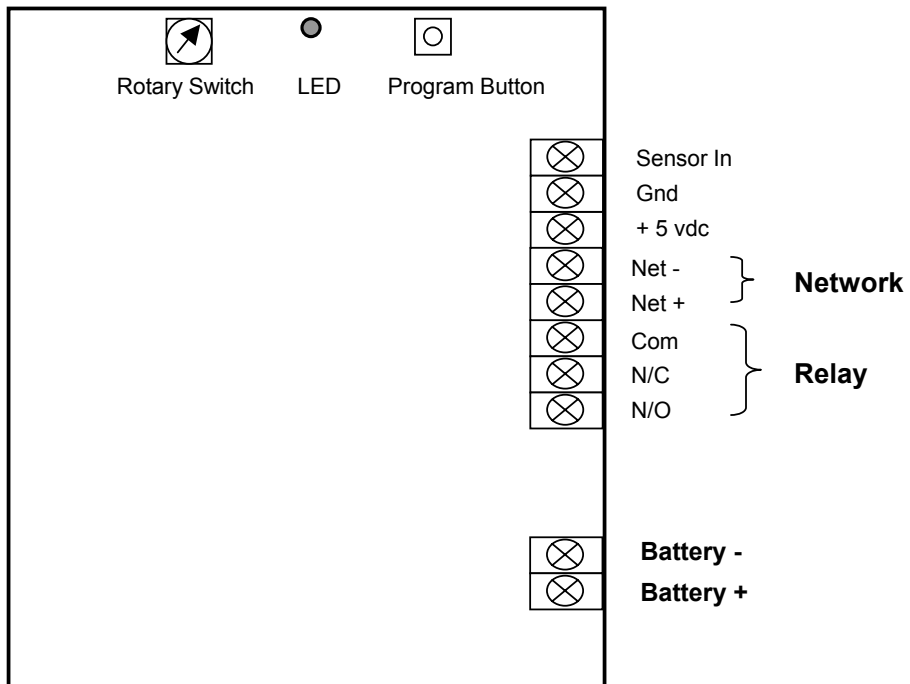 Rotary Switch LED Program Button
Sensor In
Gnd
+ 5 vdc
Net -
Net +
Network
Com
N/C
N/O
Relay
Battery -
Battery +